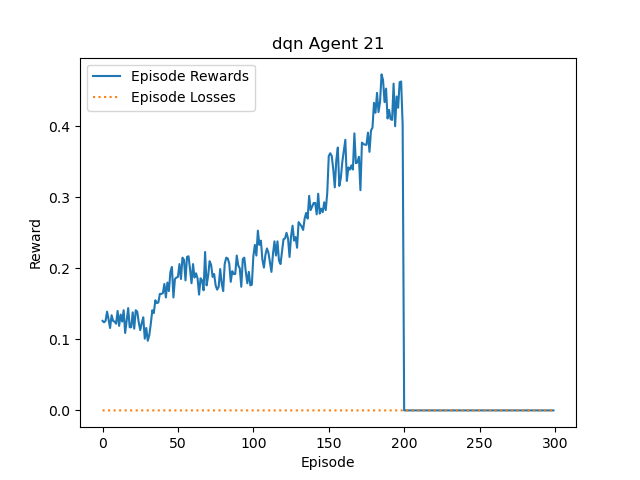 dqn Agent 21
Episode Rewards
Episode Losses
Reward
0.4
0.3
0.2
0.1
0.0
0 50 100 150 200 250 300
Episode